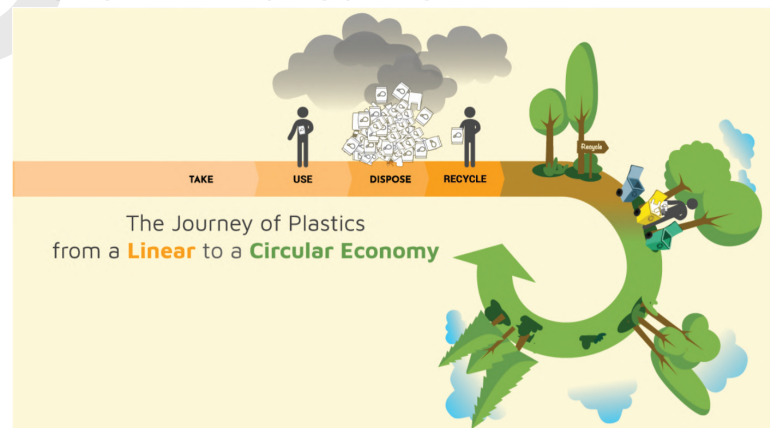 Recycle
TAKE USE DISPOSE RECYCLE
The Journey of Plastics
from a Linear to a Circular Economy